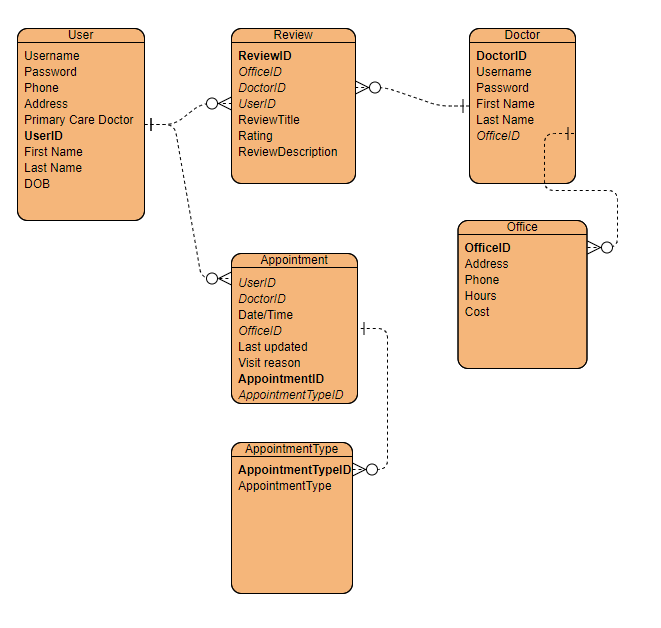 User
Username
Password
Phone
Address
Primary Care Doctor
UserID
First Name
Last Name
DOB
Review
ReviewID
OfficeID
DoctorID
UserID
ReviewTitle
Rating
ReviewDescription
Doctor
DoctorID
Username
Password
First Name
Last Name
OfficeID
Office
OfficeID
Address
Phone
Hours
Cost
Appointment
UserID
DoctorID
Date/Time
OfficeID
Last updated
Visit reason
AppointmentID
AppointmentTypeID
AppointmentType
AppointmentTypeID
AppointmentType